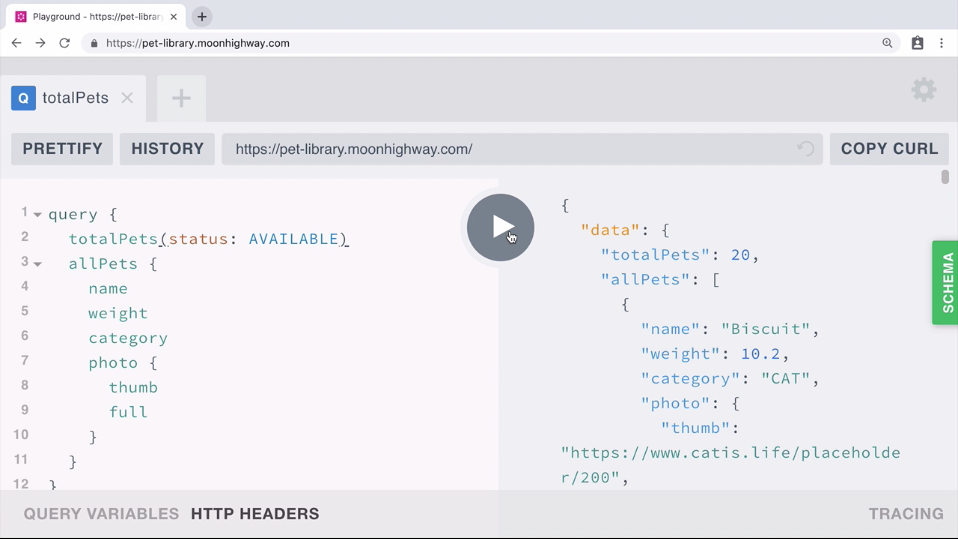 Playground - https://pet-library
https://pet-library.moonhighway.com
Q totalPets
PRETTIFY HISTORY https://pet-library.moonhighway.com/ COPY CURL
1 query {
2 totalPets(status: AVAILABLE)
3 allPets {
4 name
5 weight
6 category
7 photo {
8 thumb
9 full
10 }
11 }
12 }
{
"data": {
"totalPets": 20,
"allPets": [
{
"name": "Biscuit",
"weight": 10.2,
"category": "CAT",
"photo": {
"thumb":
"https://www.catis.life/placeholde
r/200",
SCHEMA
QUERY VARIABLES HTTP HEADERS TRACING